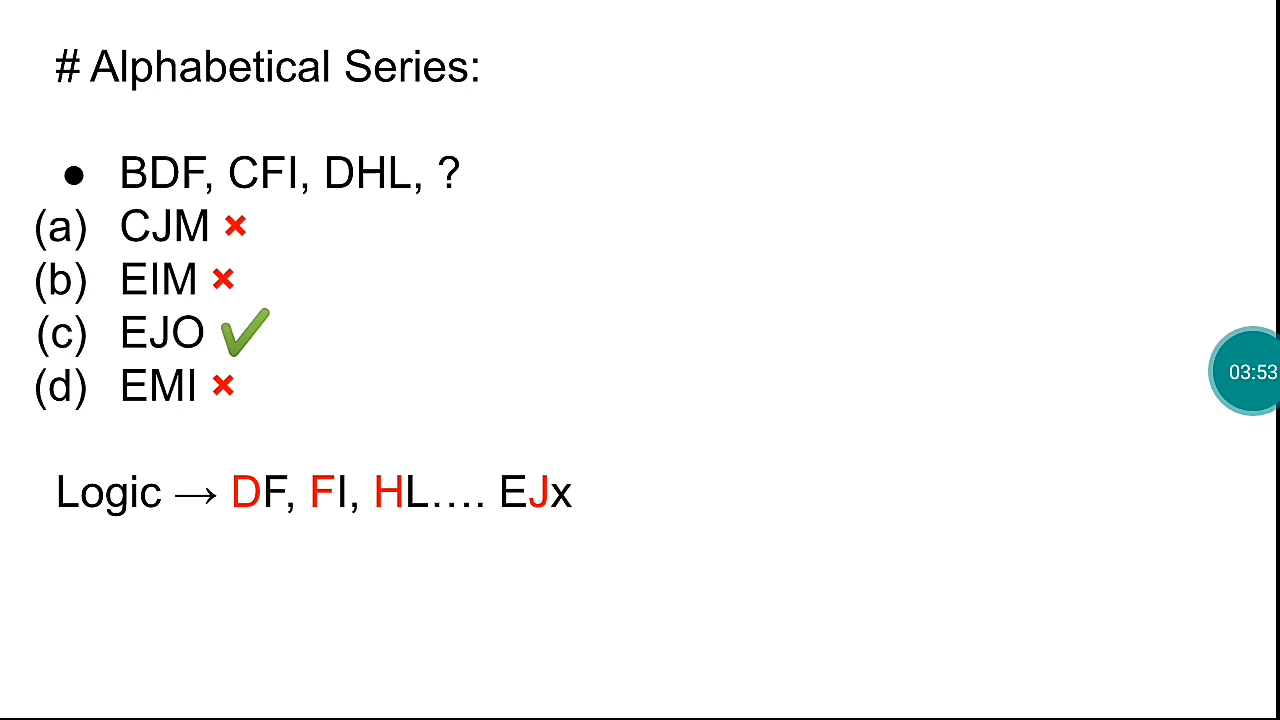 # Alphabetical Series:
● BDF, CFI, DHL, ?
(a) CJM ×
(b) EIM ×
(c) EJO ✔
(d) EMI ×
Logic → DF, FI, HL…. EJx
03:53